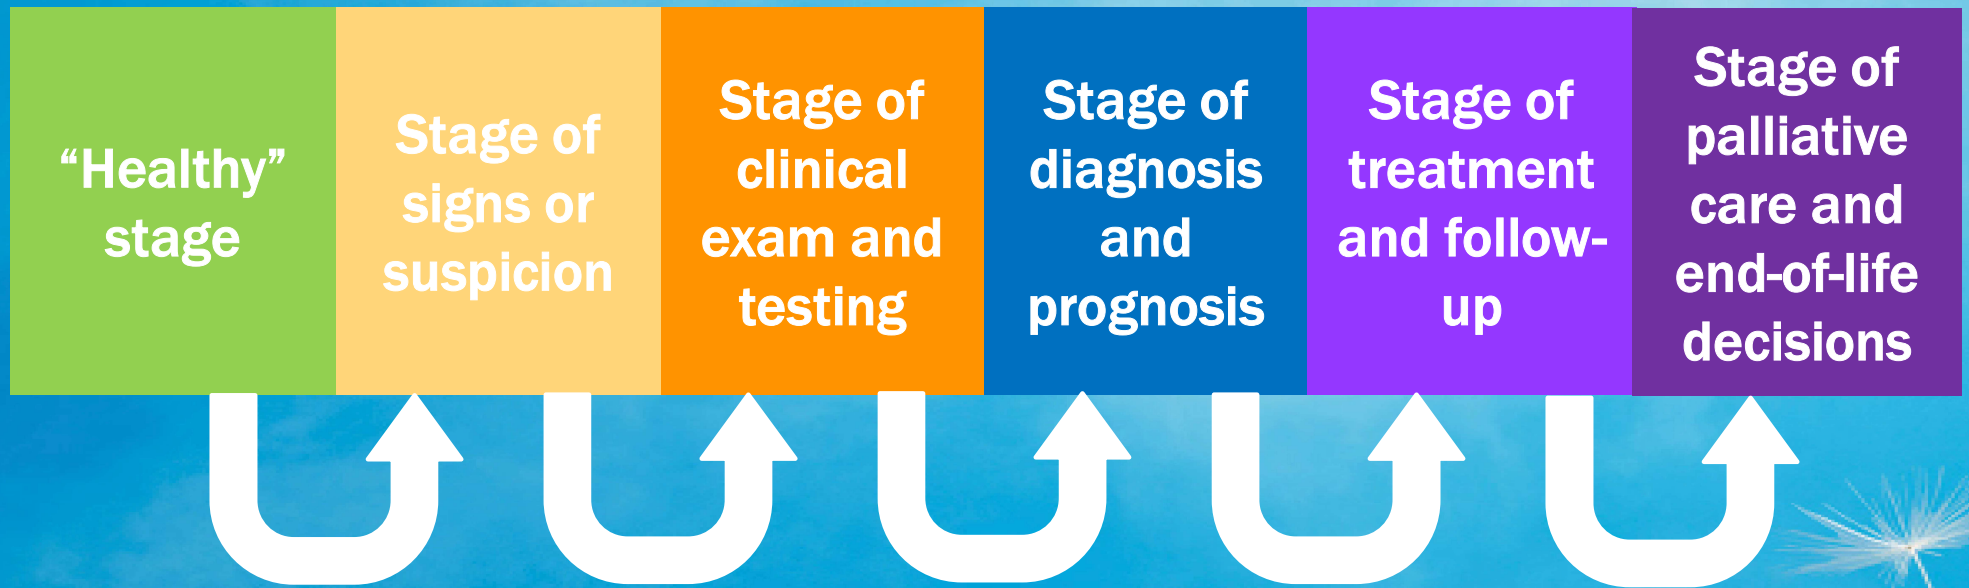 “Healthy”
stage
Stage of
signs or
suspicion
Stage of
clinical
exam and
testing
Stage of
diagnosis
and
prognosis
Stage of
treatment
and follow-
up
Stage of
palliative
care and
end-of-life
decisions